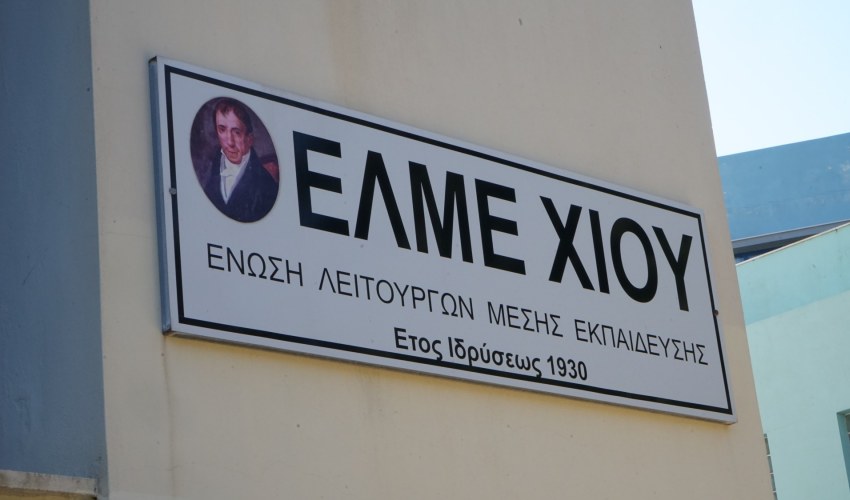 ΕΛΜΕ ΧΙΟΥ
ΕΝΩΣΗ ΛΕΙΤΟΥΡΓΩΝ ΜΕΣΗΣ ΕΚΠΑΙΔΕΥΣΗΣ
Ετος Ιδρύσεως 1930